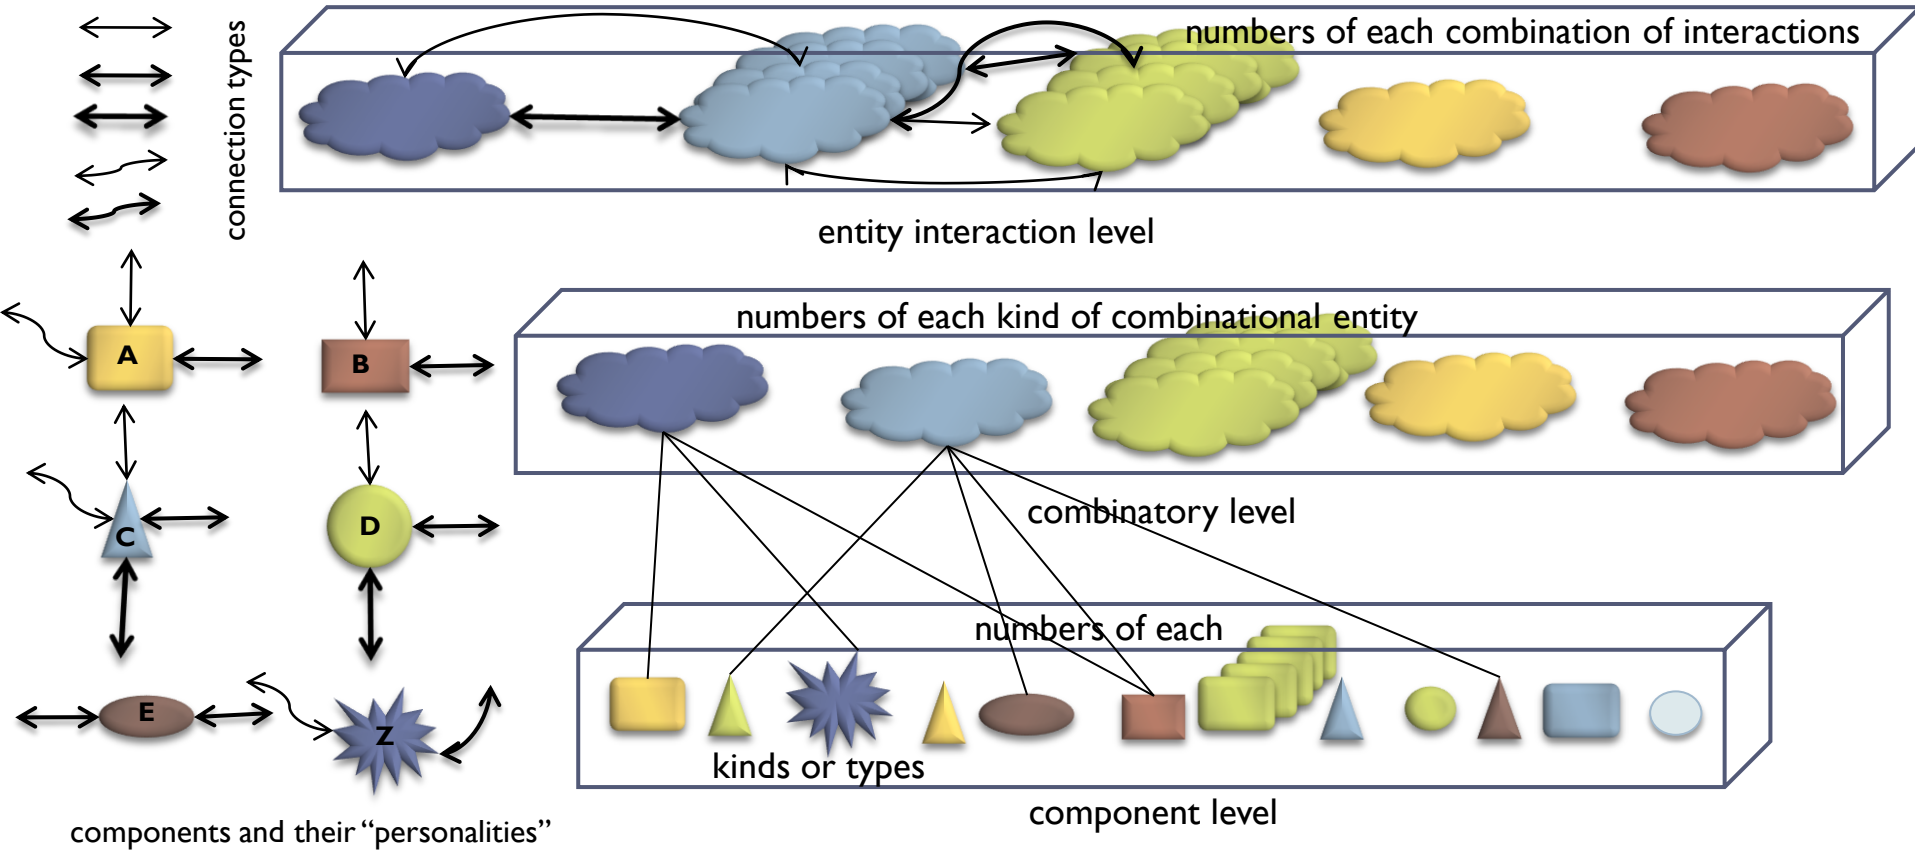 connection types
numbers of each combination of interactions
entity interaction level
A
B
numbers of each kind of combinational entity
C
D
combinatory level
E
Z
numbers of each
kinds or types
component level
components and their “personalities”